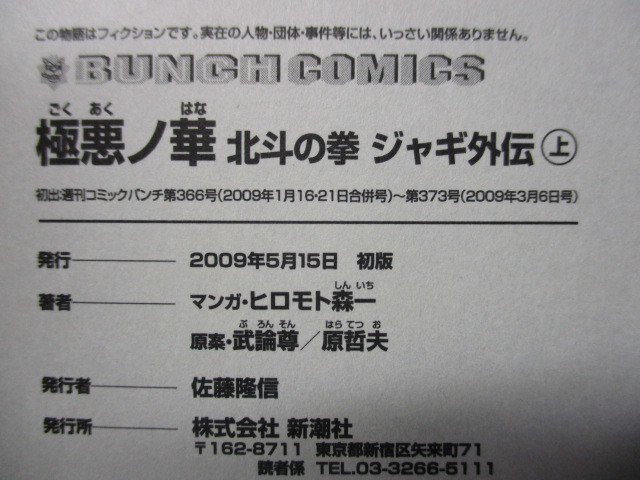 この物語はフィクションです。実在の人物・団体・事件等には、いっさい関係ありません。
BUNCH COMICS
ごく あく はな
極悪ノ華 北斗の拳 ジャギ外伝 上
初出:週刊コミックバンチ第366号(2009年1月16・21日合併号)～第373号(2009年3月6日号)
発行 2009年5月15日 初版
しん いち
著者 マンガ・ヒロモト森一
ぶ ろん そん はら てつ お
原案・武論尊/原哲夫
発行者 佐藤隆信
発行所 株式会社 新潮社
〒162-8711 東京都新宿区矢来町71
読者係 TEL.03-3266-5111